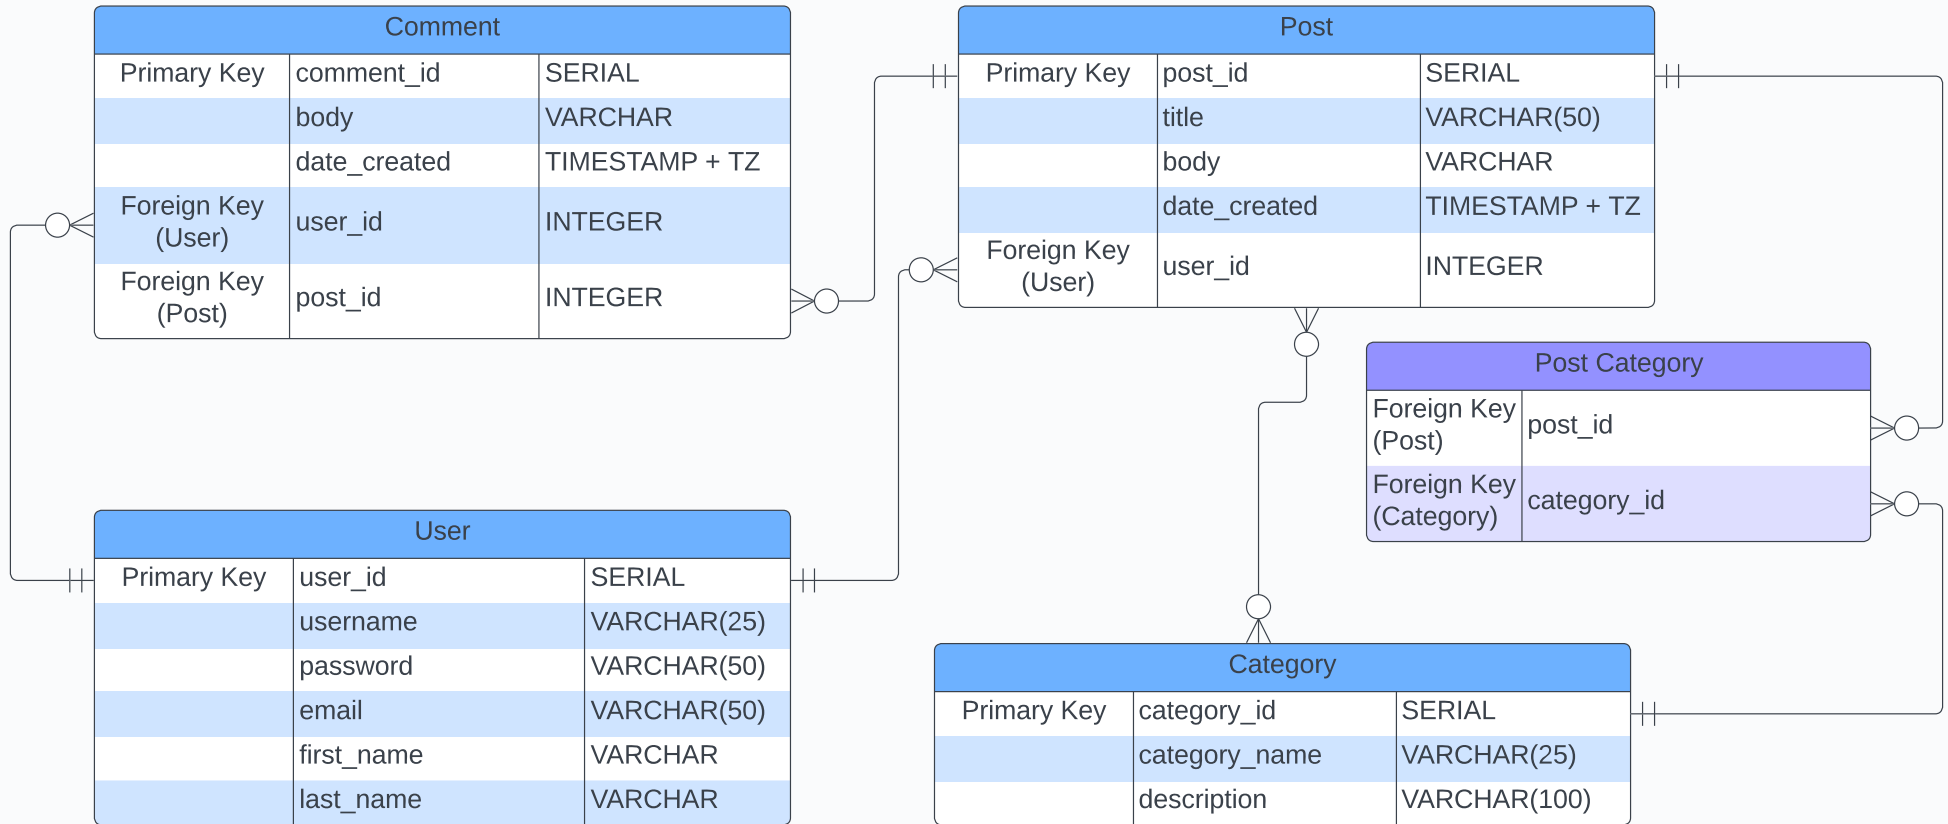 Comment
Primary Key comment_id SERIAL
body VARCHAR
date_created TIMESTAMP + TZ
Foreign Key
(User) user_id INTEGER
Foreign Key
(Post) post_id INTEGER
Post
Primary Key post_id SERIAL
title VARCHAR(50)
body VARCHAR
date_created TIMESTAMP + TZ
Foreign Key
(User) user_id INTEGER
Post Category
Foreign Key
(Post) post_id
Foreign Key
(Category) category_id
User
Primary Key user_id SERIAL
username VARCHAR(25)
password VARCHAR(50)
email VARCHAR(50)
first_name VARCHAR
last_name VARCHAR
Category
Primary Key category_id SERIAL
category_name VARCHAR(25)
description VARCHAR(100)